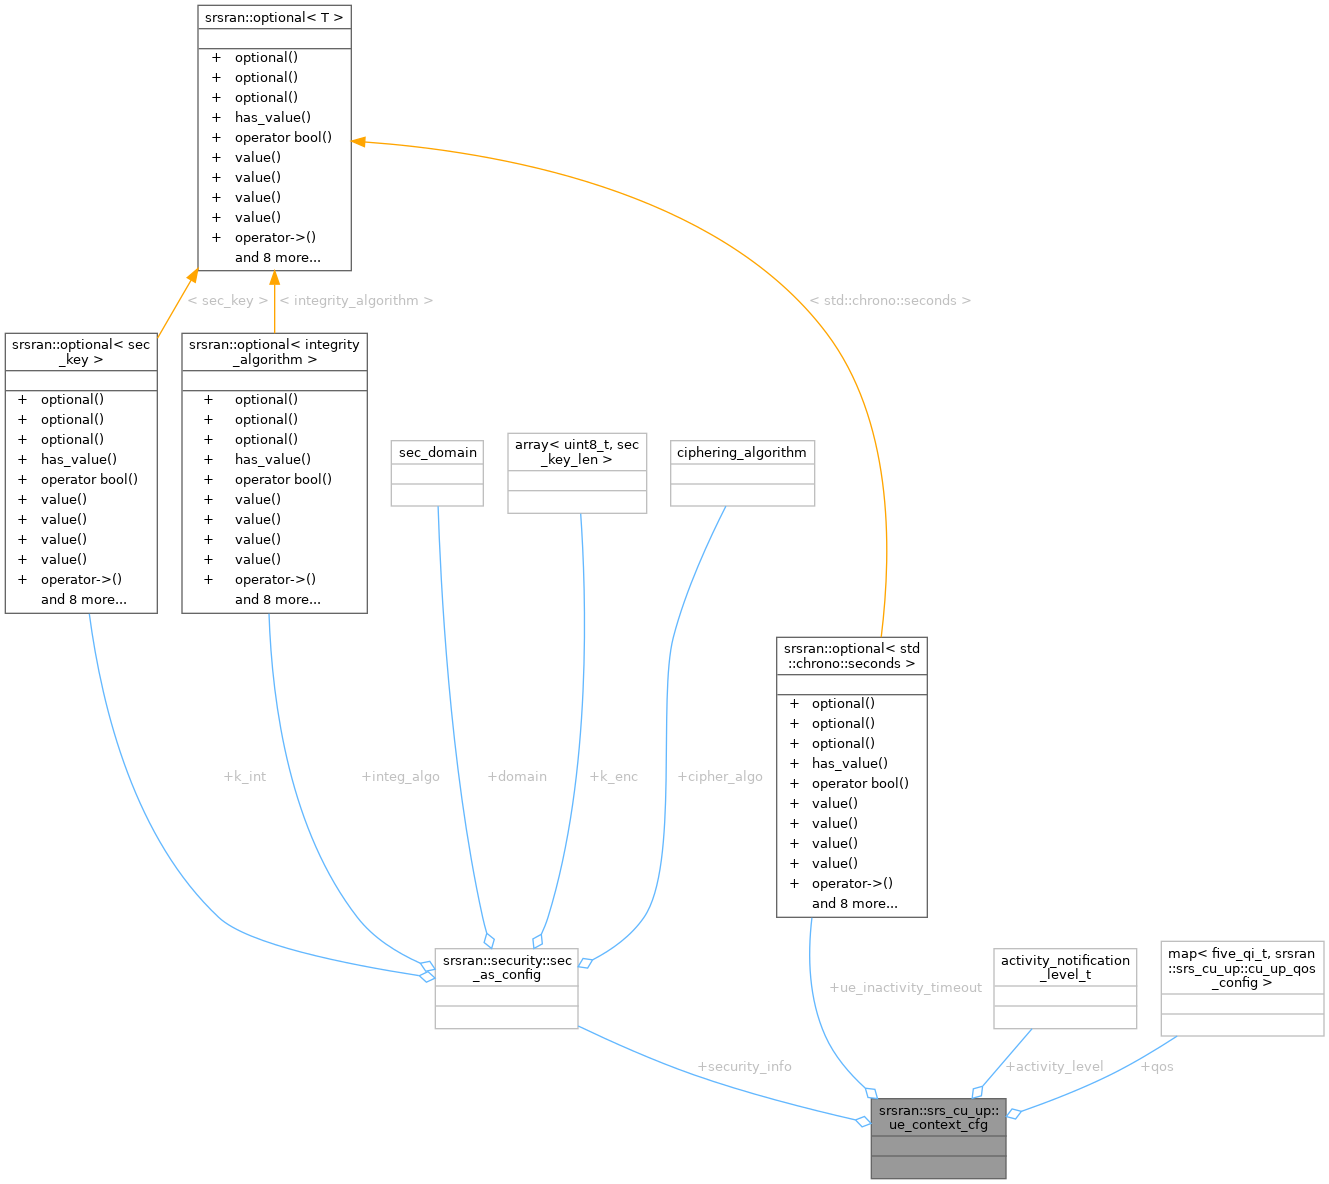 srsran::optional< T >
+ optional()
+ optional()
+ optional()
+ has_value()
+ operator bool()
+ value()
+ value()
+ value()
+ value()
+ operator->()
and 8 more...
< sec_key >
< integrity_algorithm >
< std::chrono::seconds >
srsran::optional< sec
_key >
+ optional()
+ optional()
+ optional()
+ has_value()
+ operator bool()
+ value()
+ value()
+ value()
+ value()
+ operator->()
and 8 more...
srsran::optional< integrity
_algorithm >
+ optional()
+ optional()
+ optional()
+ has_value()
+ operator bool()
+ value()
+ value()
+ value()
+ value()
+ operator->()
and 8 more...
sec_domain
array< uint8_t, sec
_key_len >
ciphering_algorithm
srsran::optional< std
::chrono::seconds >
+ optional()
+ optional()
+ optional()
+ has_value()
+ operator bool()
+ value()
+ value()
+ value()
+ value()
+ operator->()
and 8 more...
+k_int
+integ_algo
+domain
+k_enc
+cipher_algo
srsran::security::sec
_as_config
+ue_inactivity_timeout
activity_notification
_level_t
map< five_qi_t, srsran
::srs_cu_up::cu_up_qos
_config >
+security_info
+activity_level
+qos
srsran::srs_cu_up::
ue_context_cfg